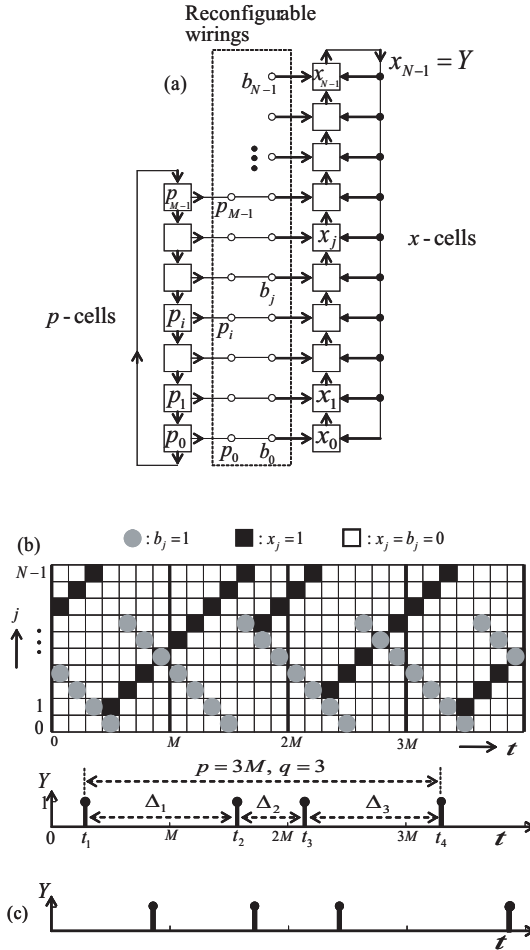 Reconfigurable
wirings
(a)
b_{N-1}
x_{N-1}
x_{N-1} = Y
p_{M-1}
p_{M-1}
x_j
x - cells
b_j
p - cells
p_i
p_i
p_1
x_1
p_0
p_0
b_0
x_0
(b)
: b_j = 1
: x_j = 1
: x_j = b_j = 0
N-1
j
1
0
0
M
2M
3M
t
p = 3M, q = 3
Y
1
Δ_1
Δ_2
Δ_3
0
t_1
M
t_2
2M
t_3
3M
t_4
t
(c)
Y
t